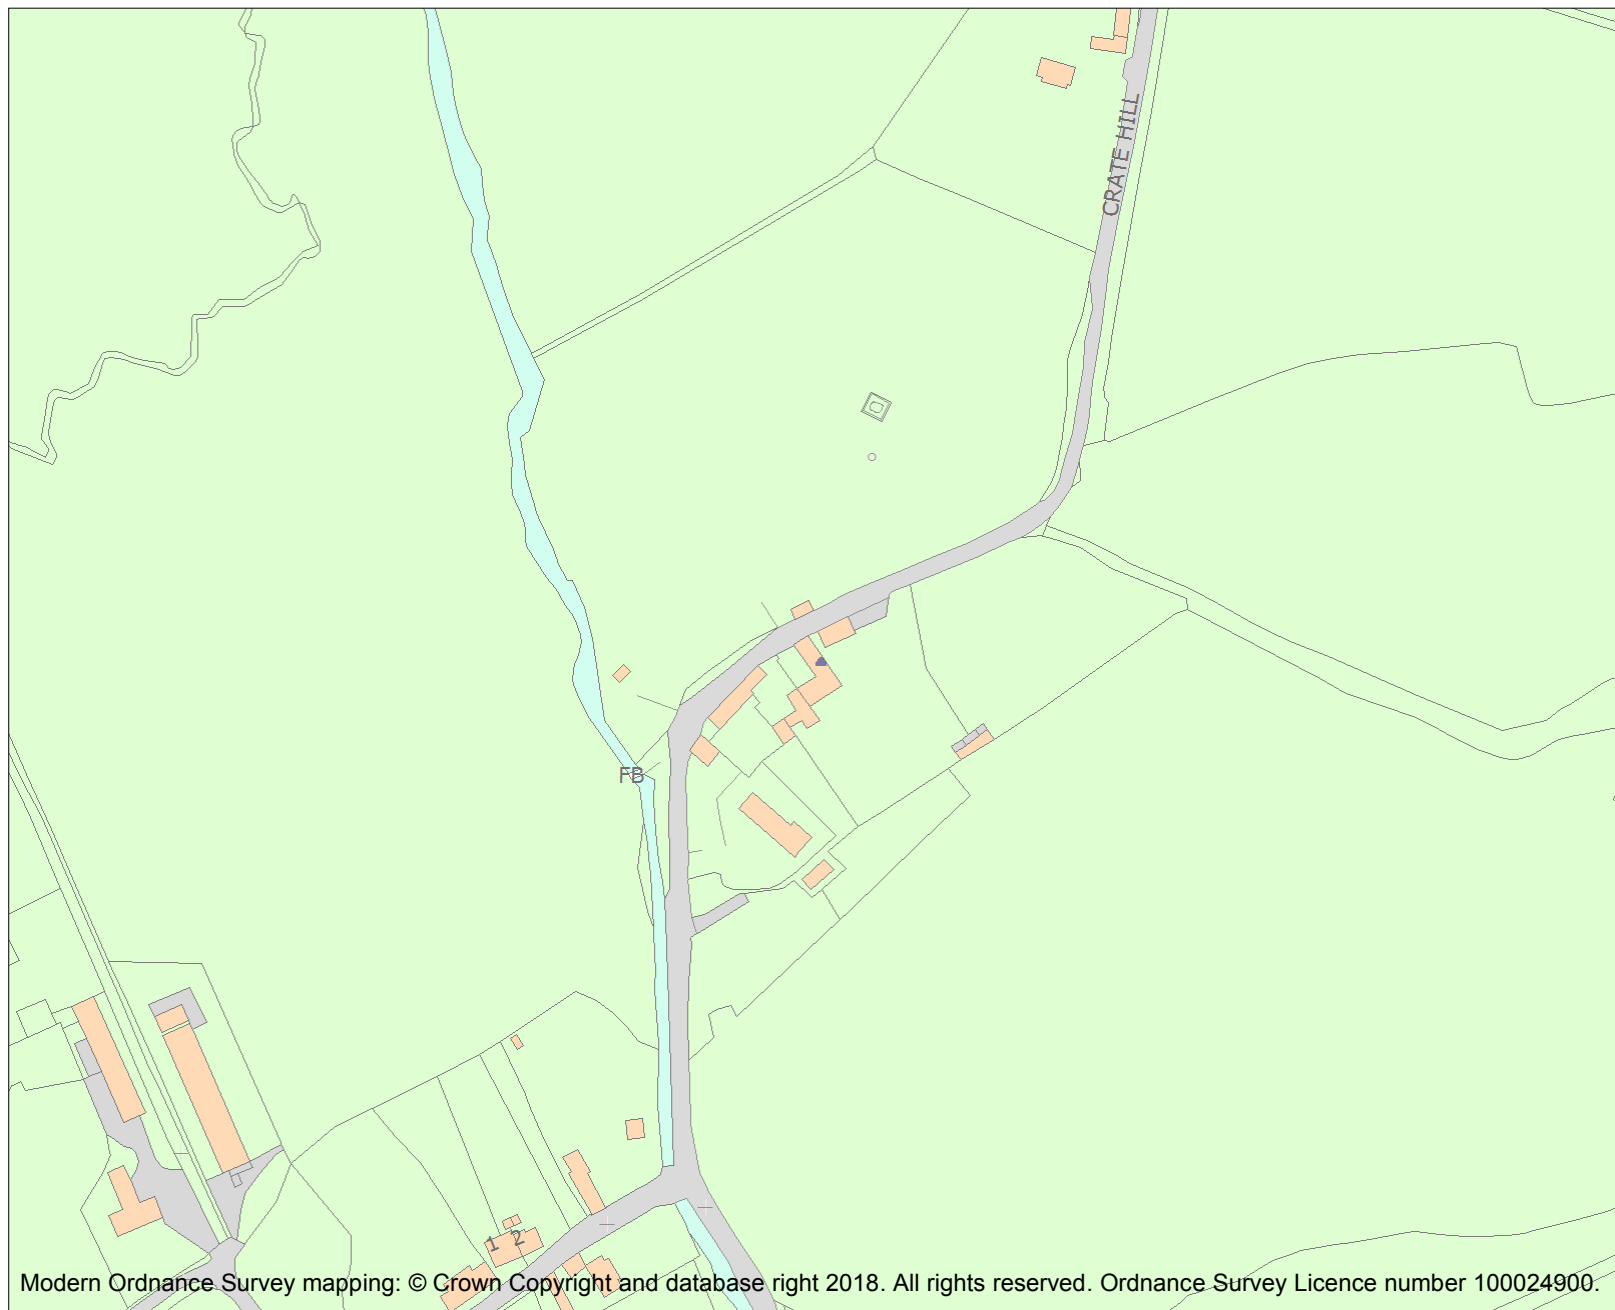 CRATE HILL
FB
1 2
Modern Ordnance Survey mapping: © Crown Copyright and database right 2018. All rights reserved. Ordnance Survey Licence number 100024900.